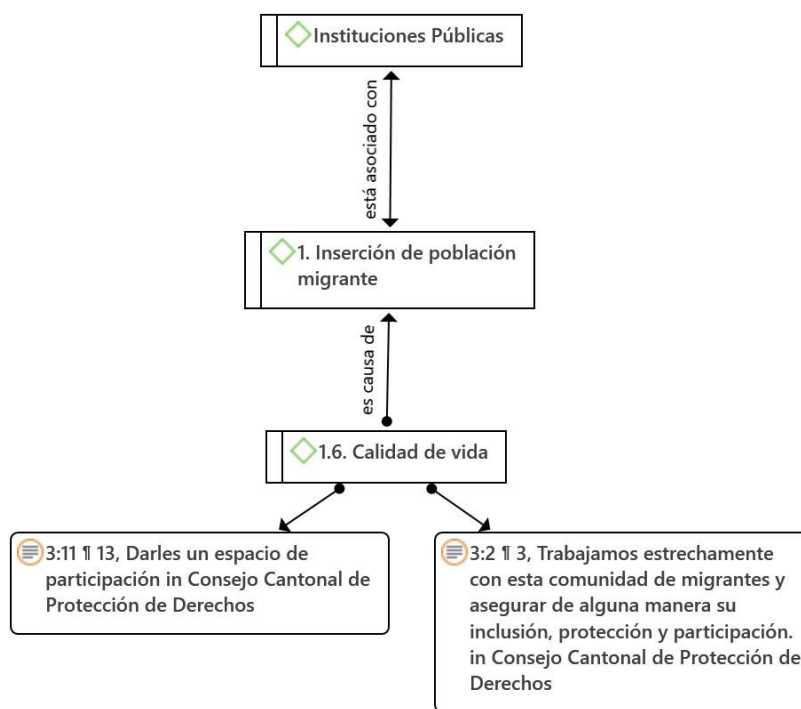 Instituciones Públicas
está asociado con
1. Inserción de población
migrante
es causa de
1.6. Calidad de vida
3:11 ¶ 13, Darles un espacio de
participación in Consejo Cantonal de
Protección de Derechos
3:2 ¶ 3, Trabajamos estrechamente
con esta comunidad de migrantes y
asegurar de alguna manera su
inclusión, protección y participación.
in Consejo Cantonal de Protección de
Derechos